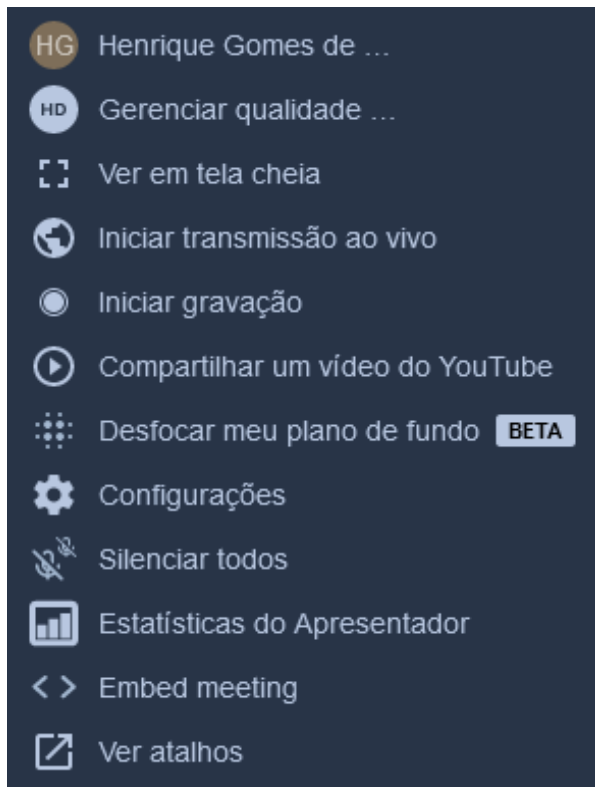 HG Henrique Gomes de ...
HD Gerenciar qualidade ...
Ver em tela cheia
Iniciar transmissão ao vivo
Iniciar gravação
Compartilhar um vídeo do YouTube
Desfocar meu plano de fundo BETA
Configurações
Silenciar todos
Estatísticas do Apresentador
Embed meeting
Ver atalhos